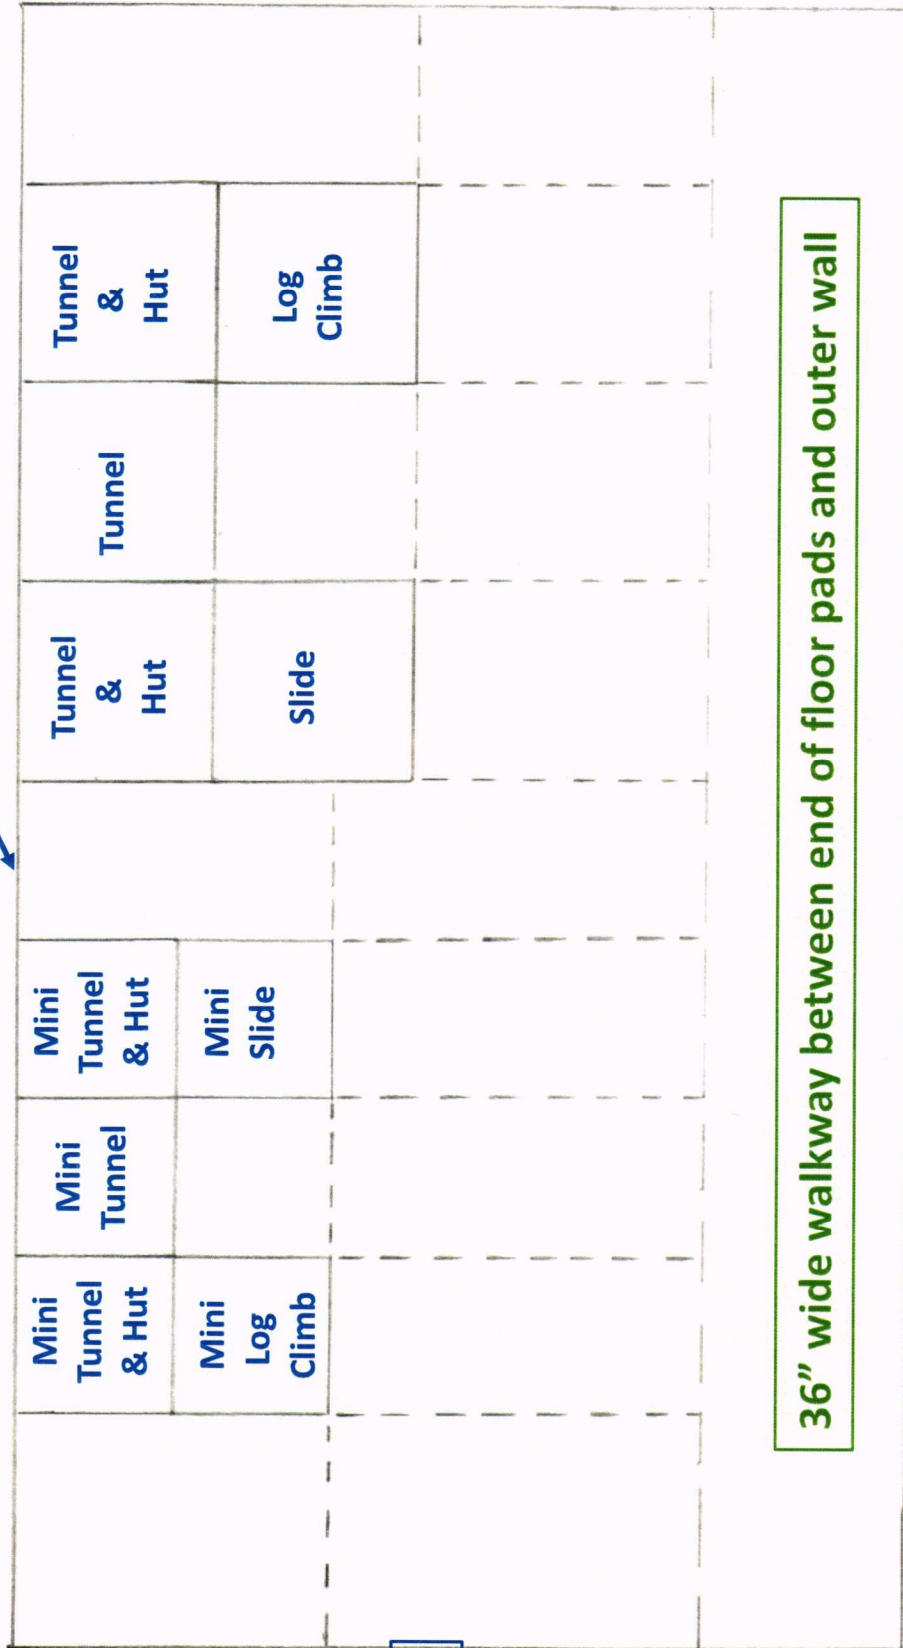 Mini
Tunnel
& Hut
Mini
Tunnel
Mini
Tunnel
& Hut
Tunnel
&
Hut
Tunnel
Tunnel
&
Hut
Mini
Log
Climb
Mini
Slide
Slide
Log
Climb
36” wide walkway between end of floor pads and outer wall